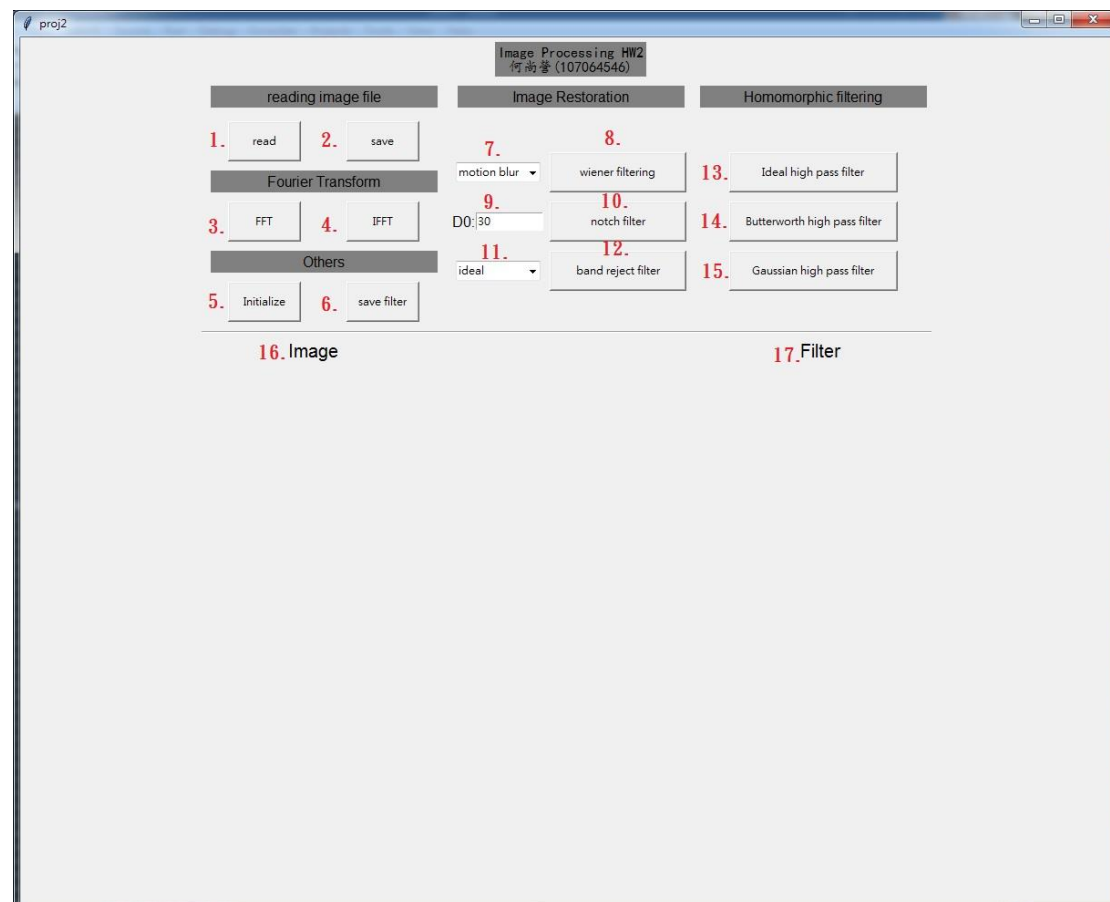 proj2
Image Processing HW2
何尚營(107064546)
reading image file
Image Restoration
Homomorphic filtering
1. read
2. save
Fourier Transform
3. FFT
4. IFFT
Others
5. Initialize
6. save filter
7.
motion blur
8.
wiener filtering
9.
D0: 30
10.
notch filter
11.
ideal
12.
band reject filter
13. Ideal high pass filter
14. Butterworth high pass filter
15. Gaussian high pass filter
16. Image
17. Filter